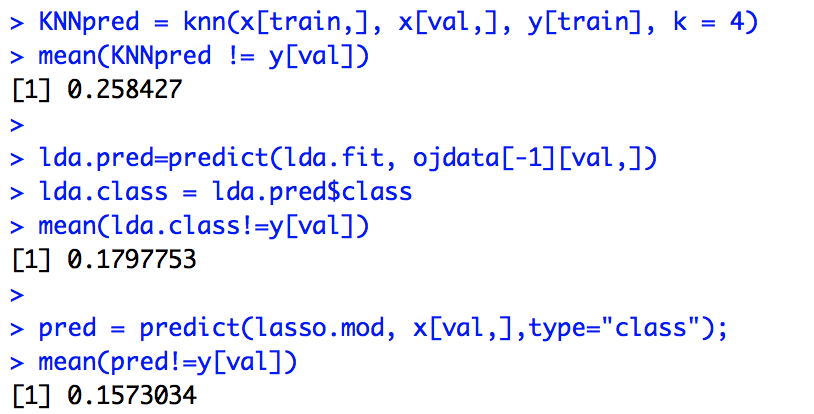 > KNNpred = knn(x[train,], x[val,], y[train], k = 4)
> mean(KNNpred != y[val])
[1] 0.258427
>
> lda.pred=predict(lda.fit, ojdata[-1][val,])
> lda.class = lda.pred$class
> mean(lda.class!=y[val])
[1] 0.1797753
>
> pred = predict(lasso.mod, x[val,],type="class");
> mean(pred!=y[val])
[1] 0.1573034